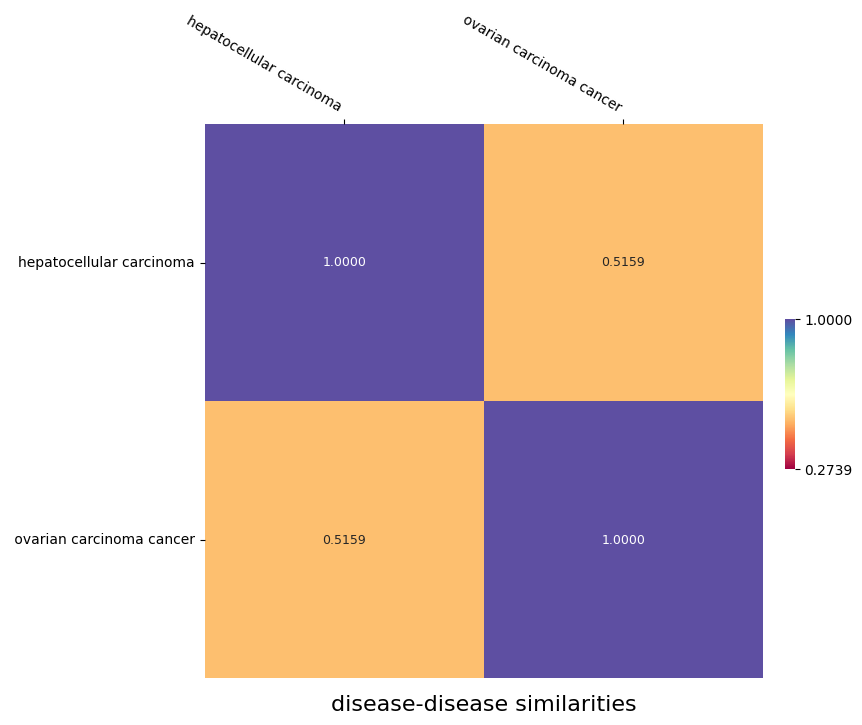 hepatocellular carcinoma
ovarian carcinoma cancer
hepatocellular carcinoma
1.0000
0.5159
1.0000
0.2739
ovarian carcinoma cancer
0.5159
1.0000
disease-disease similarities